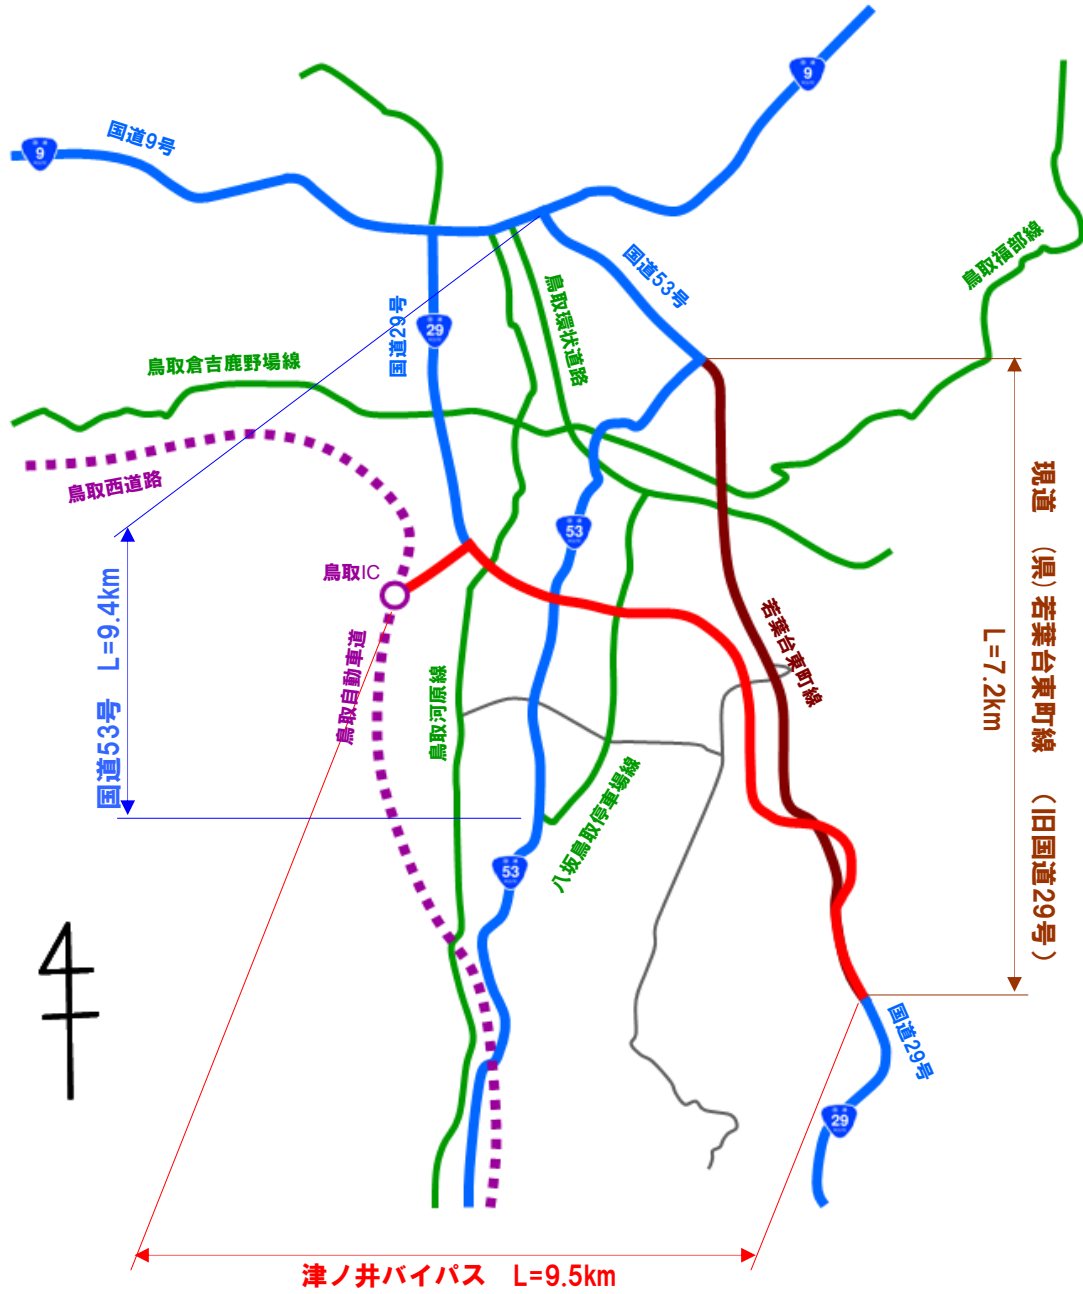 9
9
国道9号
国道53号
鳥取福部線
国道29号
29
鳥取環状道路
鳥取倉吉鹿野場線
鳥取西道路
53
現道 (県)若葉台東町線 (旧国道29号)
L=7.2km
鳥取IC
国道53号 L=9.4km
若葉台東町線
鳥取自動車道
鳥取河原線
八坂鳥取停車場線
53
国道29号
29
津ノ井バイパス L=9.5km